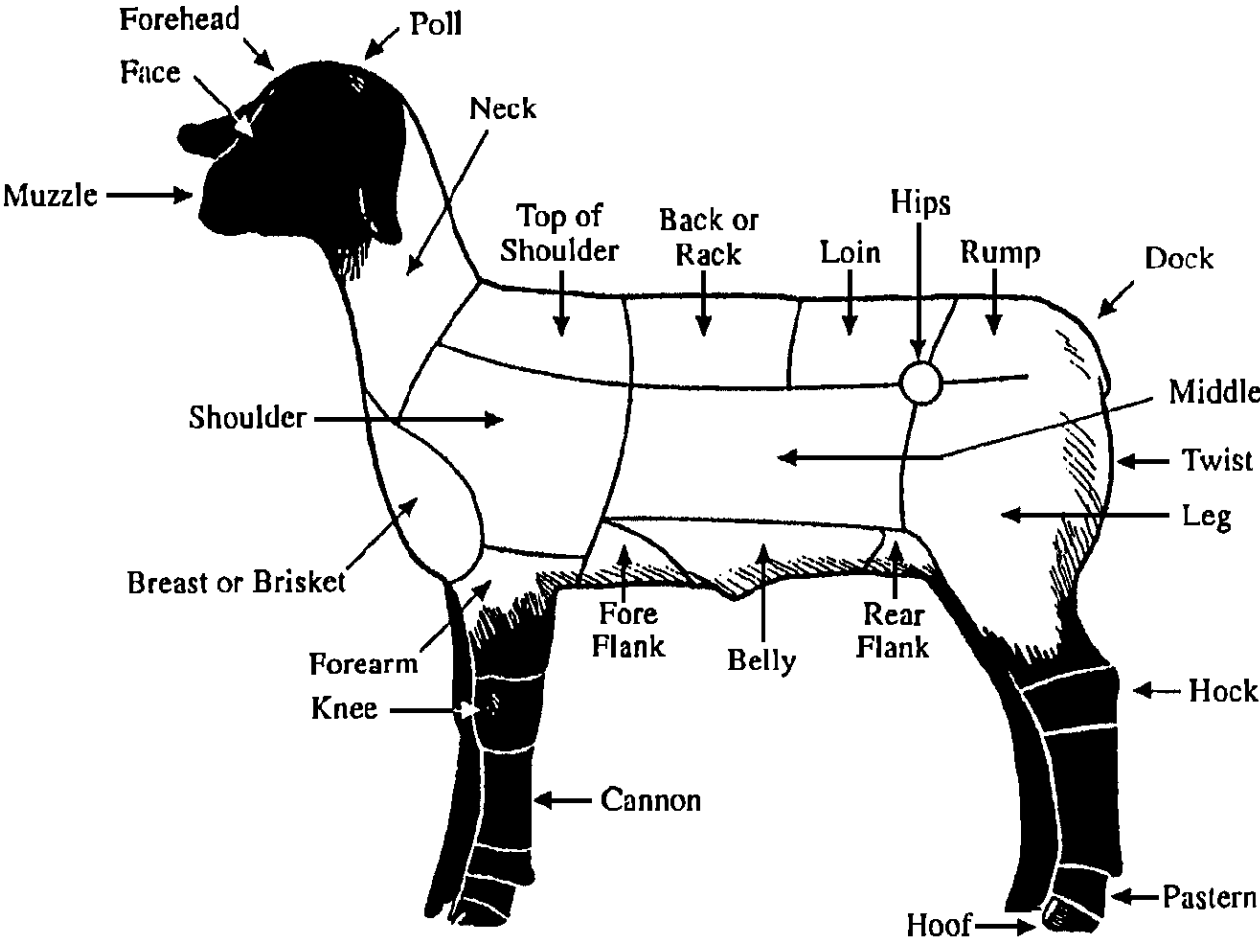 Forehead
Poll
Face
Neck
Muzzle
Top of
Shoulder
Back or
Rack
Loin
Hips
Rump
Dock
Shoulder
Middle
Twist
Leg
Breast or Brisket
Forearm
Fore
Flank
Belly
Rear
Flank
Knee
Hock
Cannon
Pastern
Hoof